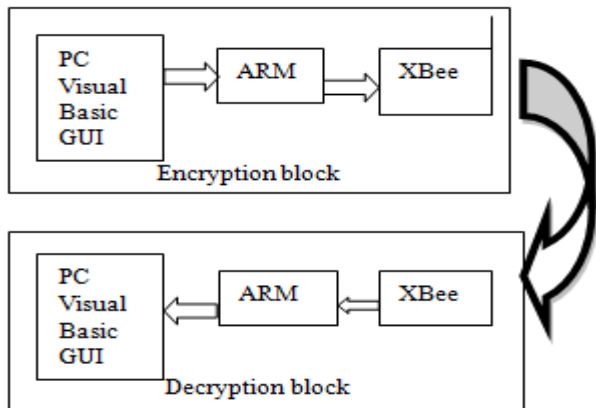 PC
Visual
Basic
GUI
ARM
XBee
Encryption block
PC
Visual
Basic
GUI
ARM
XBee
Decryption block